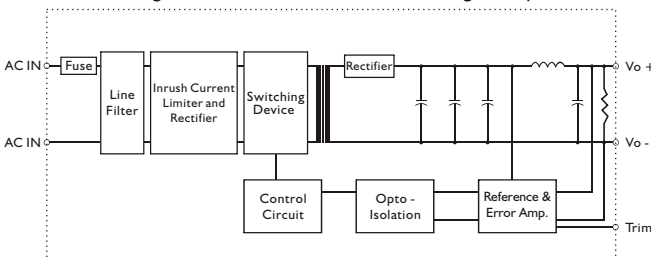 AC IN
Fuse
Line
Filter
Inrush Current
Limiter and
Rectifier
Switching
Device
Rectifier
Vo +
AC IN
Vo -
Control
Circuit
Opto -
Isolation
Reference &
Error Amp.
Trim